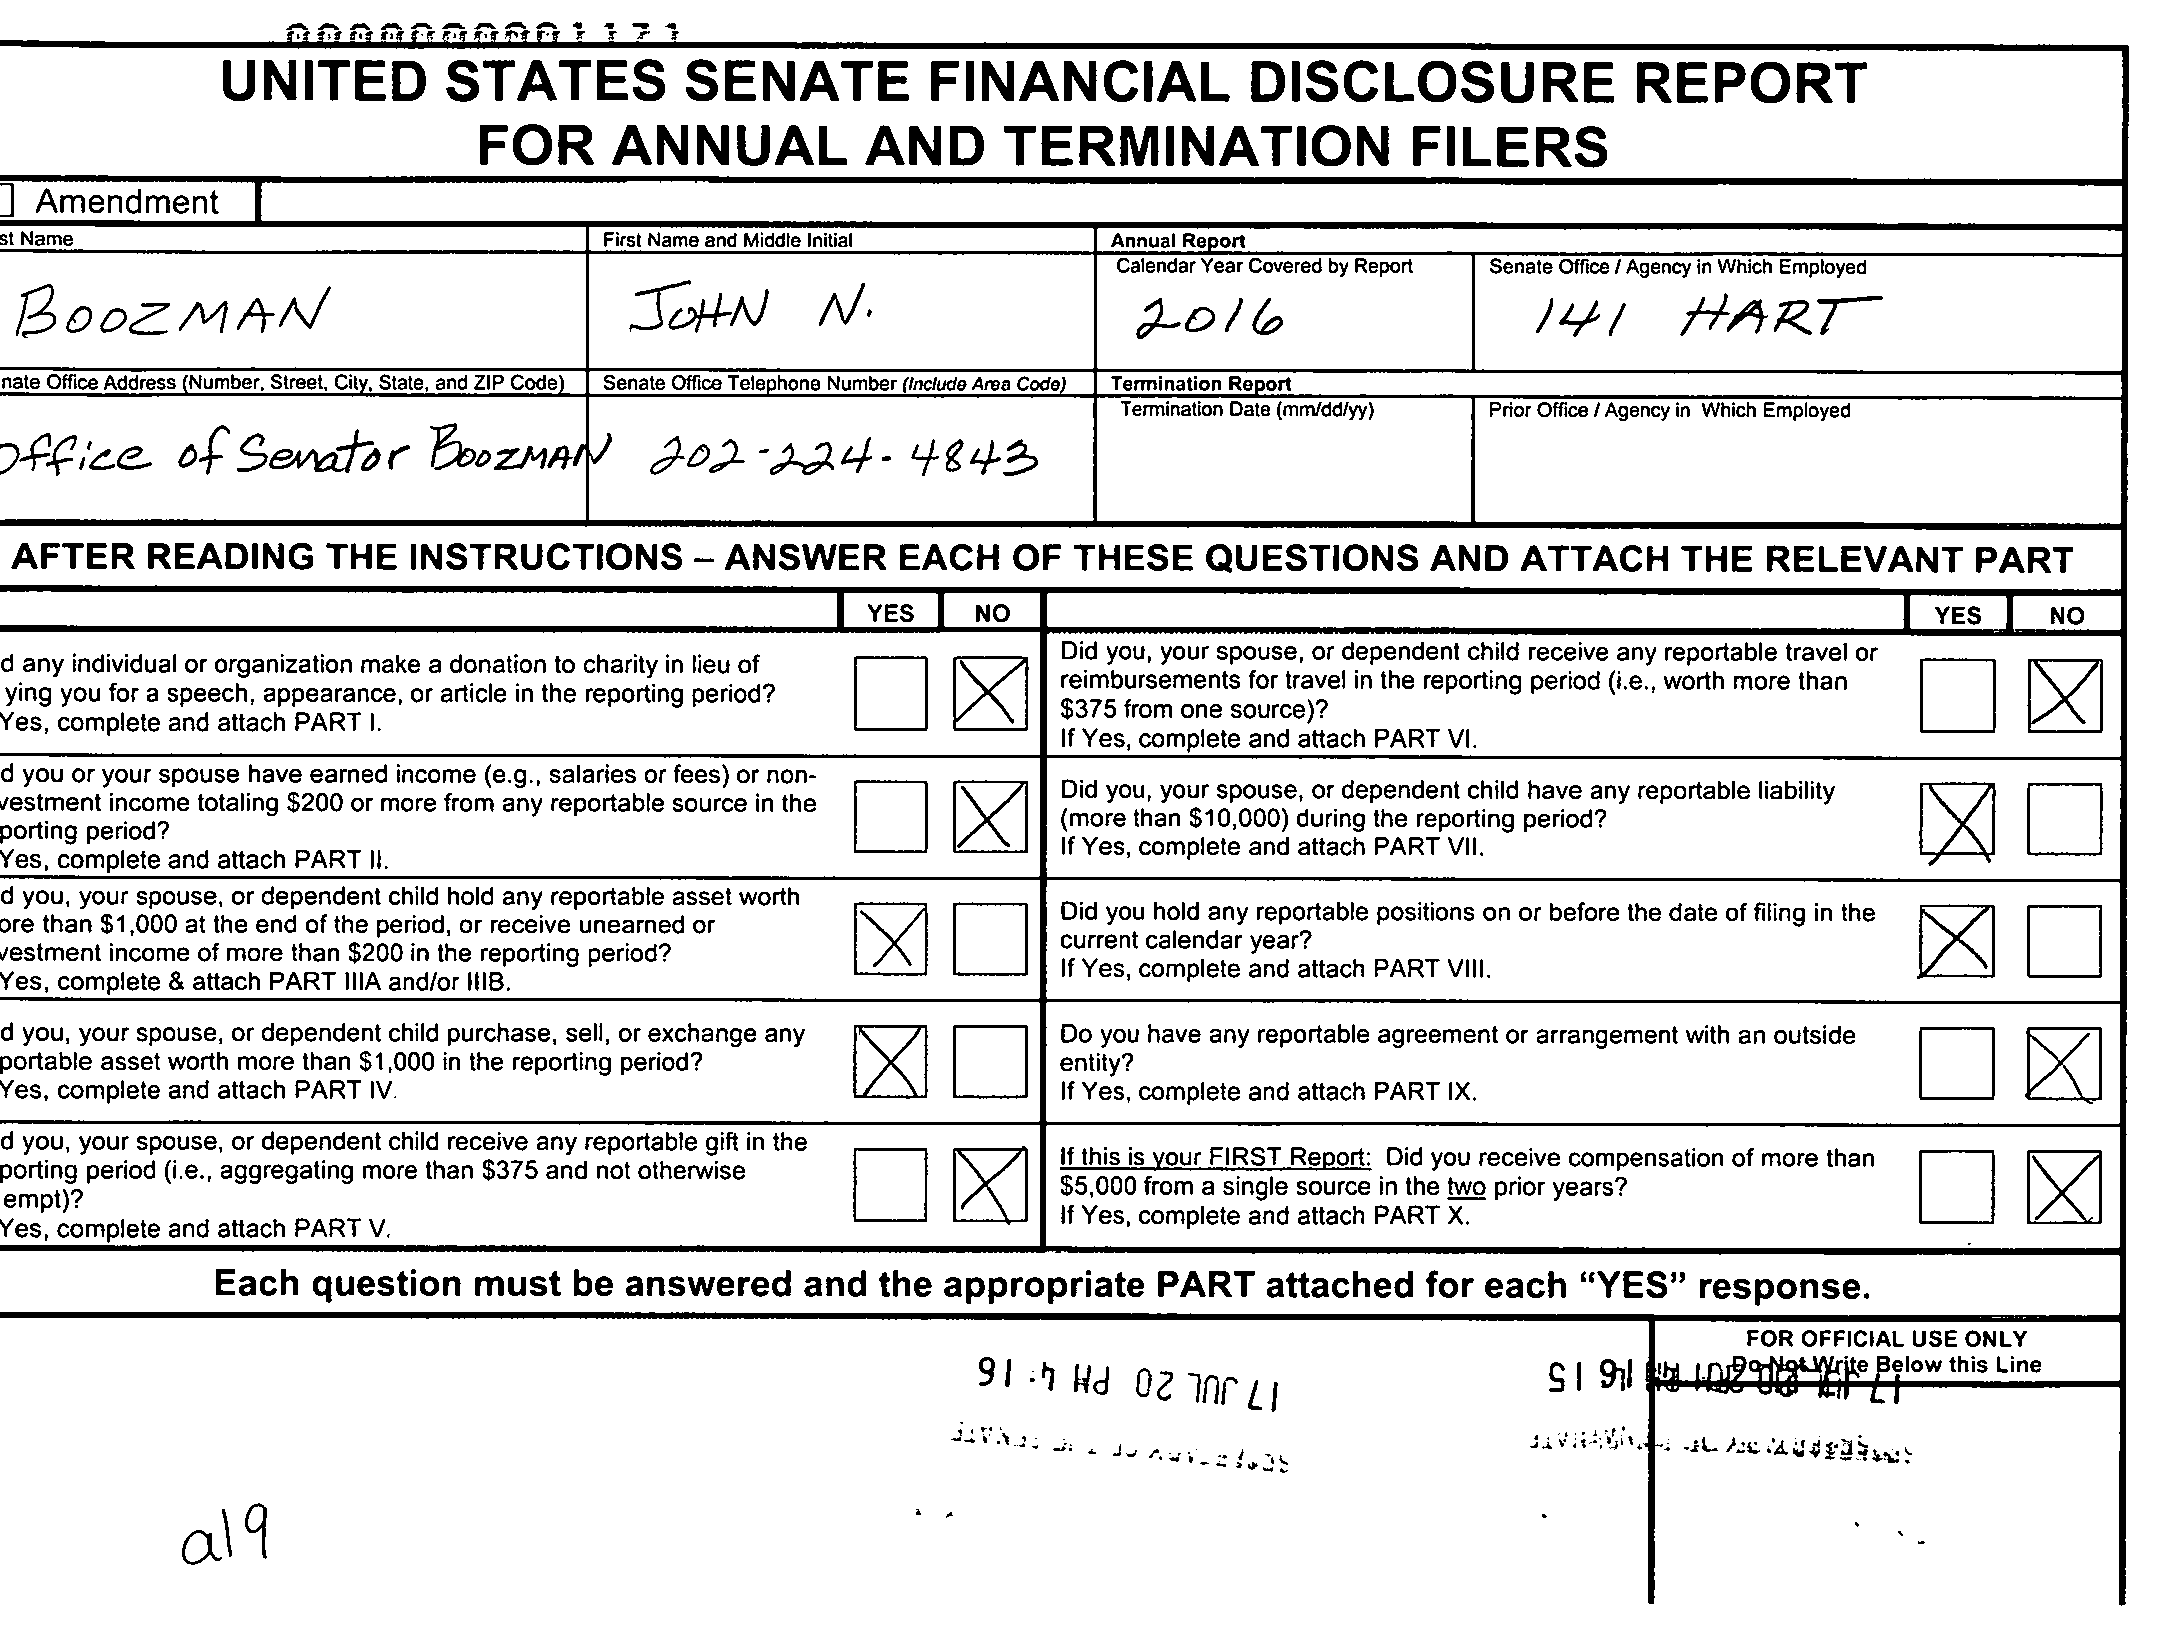 000000001171
UNITED STATES SENATE FINANCIAL DISCLOSURE REPORT
FOR ANNUAL AND TERMINATION FILERS
Amendment
st Name
First Name and Middle Initial
Annual Report
Calendar Year Covered by Report
Senate Office / Agency in Which Employed
BOOZMAN
JOHN N.
2016
141 HART
nate Office Address (Number, Street, City, State, and ZIP Code)
Senate Office Telephone Number (Include Area Code)
Termination Report
Termination Date (mm/dd/yy)
Prior Office / Agency in Which Employed
Office of Senator BOOZMAN
202-224-4843
AFTER READING THE INSTRUCTIONS – ANSWER EACH OF THESE QUESTIONS AND ATTACH THE RELEVANT PART
YES NO
YES NO
d any individual or organization make a donation to charity in lieu of
ying you for a speech, appearance, or article in the reporting period?
Yes, complete and attach PART I.
Did you, your spouse, or dependent child receive any reportable travel or
reimbursements for travel in the reporting period (i.e., worth more than
$375 from one source)?
If Yes, complete and attach PART VI.
d you or your spouse have earned income (e.g., salaries or fees) or non-
vestment income totaling $200 or more from any reportable source in the
porting period?
Yes, complete and attach PART II.
Did you, your spouse, or dependent child have any reportable liability
(more than $10,000) during the reporting period?
If Yes, complete and attach PART VII.
d you, your spouse, or dependent child hold any reportable asset worth
ore than $1,000 at the end of the period, or receive unearned or
vestment income of more than $200 in the reporting period?
Yes, complete & attach PART IIIA and/or IIIB.
Did you hold any reportable positions on or before the date of filing in the
current calendar year?
If Yes, complete and attach PART VIII.
d you, your spouse, or dependent child purchase, sell, or exchange any
portable asset worth more than $1,000 in the reporting period?
Yes, complete and attach PART IV.
Do you have any reportable agreement or arrangement with an outside
entity?
If Yes, complete and attach PART IX.
d you, your spouse, or dependent child receive any reportable gift in the
porting period (i.e., aggregating more than $375 and not otherwise
empt)?
Yes, complete and attach PART V.
If this is your FIRST Report: Did you receive compensation of more than
$5,000 from a single source in the two prior years?
If Yes, complete and attach PART X.
Each question must be answered and the appropriate PART attached for each “YES” response.
FOR OFFICIAL USE ONLY
Do Not Write Below this Line
17 JUL 20 PM 4:16
a19